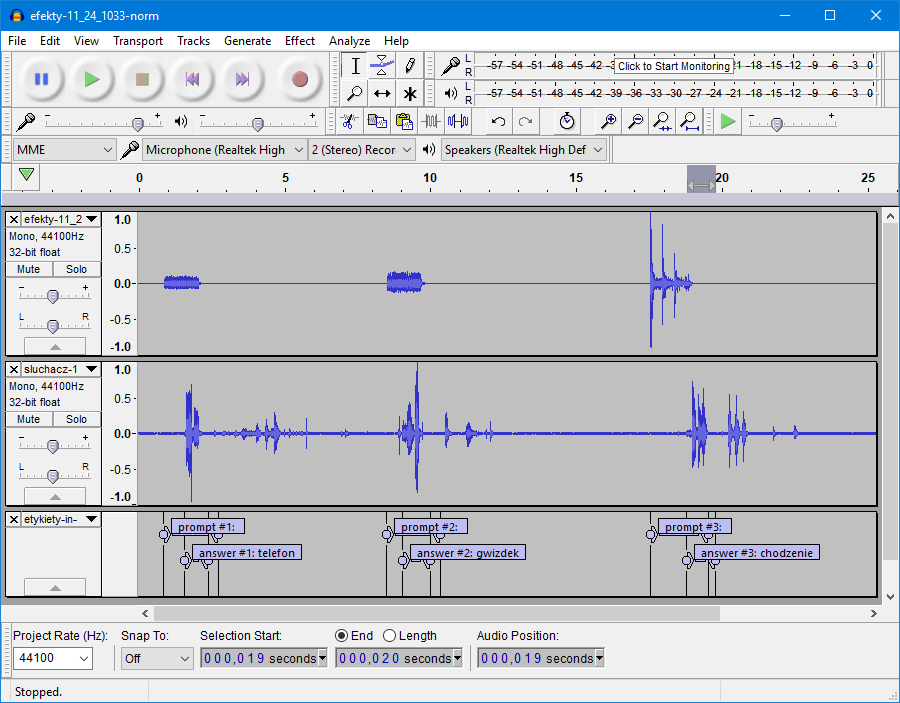 efekty-11_24_1033-norm
File Edit View Transport Tracks Generate Effect Analyze Help
L -57 -54 -51 -48 -45 -42 -3 Click to Start Monitoring 21 -18 -15 -12 -9 -6 -3 0
R
L -57 -54 -51 -48 -45 -42 -39 -36 -33 -30 -27 -24 -21 -18 -15 -12 -9 -6 -3 0
R
- + - + - +
MME Microphone (Realtek High 2 (Stereo) Recor Speakers (Realtek High Def
0 5 10 15 20 25
efekty-11_2
Mono, 44100Hz
32-bit float
Mute Solo
- +
L R
1.0
0.5
0.0
-0.5
-1.0
sluchacz-1
Mono, 44100Hz
32-bit float
Mute Solo
- +
L R
1.0
0.5
0.0
-0.5
-1.0
etykiety-in-
prompt #1: prompt #2: prompt #3:
answer #1: telefon answer #2: gwizdek answer #3: chodzenie
Project Rate (Hz): Snap To: Selection Start: End Length Audio Position:
44100 Off 000,019 seconds 000,020 seconds 000,019 seconds
Stopped.